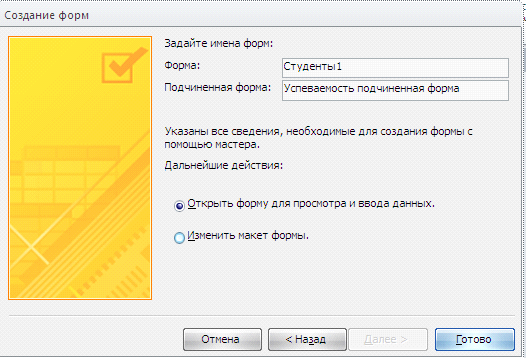 Создание форм
Задайте имена форм:
Форма: Студенты1
Подчиненная форма: Успеваемость подчиненная форма
Указаны все сведения, необходимые для создания формы с
помощью мастера.
Дальнейшие действия:
Открыть форму для просмотра и ввода данных.
Изменить макет формы.
Отмена < Назад Далее > Готово